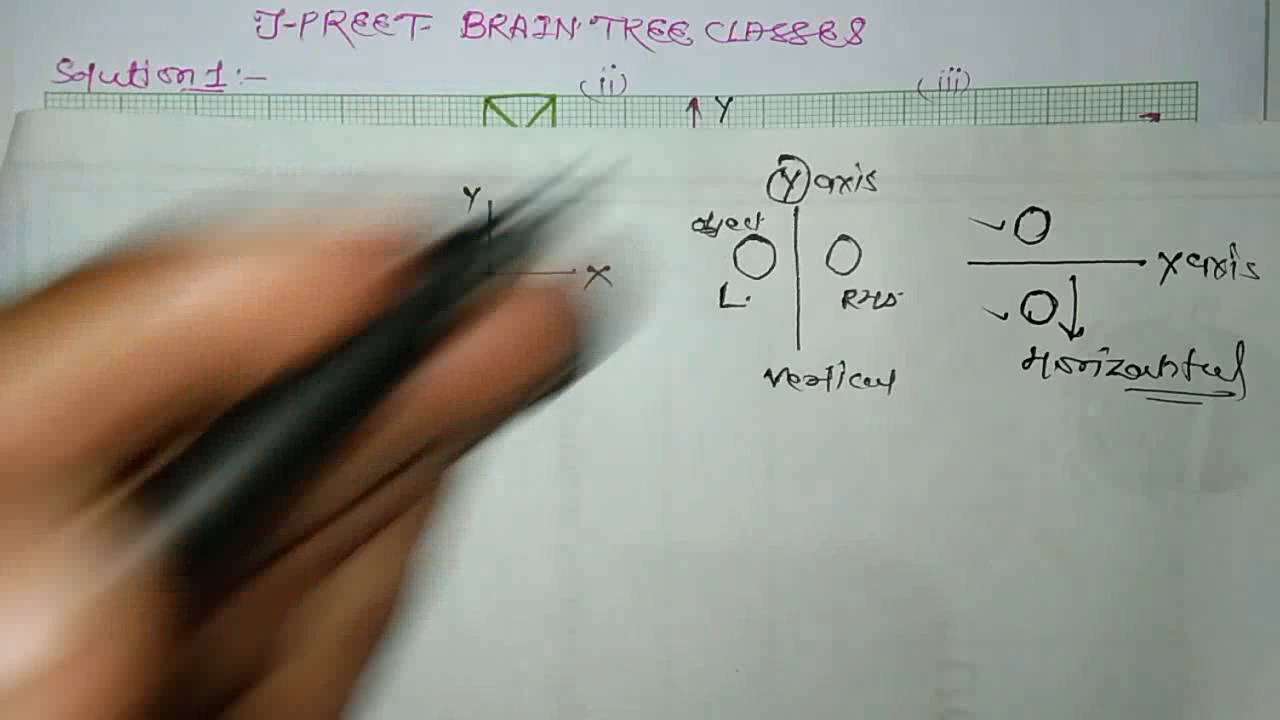 J-PREET BRAIN TREE CLASSES
Solution 1:-
(ii)
(iii)
Y
Y
X
Y axis
object
L.
RHS
Vertical
X axis
Horizontal